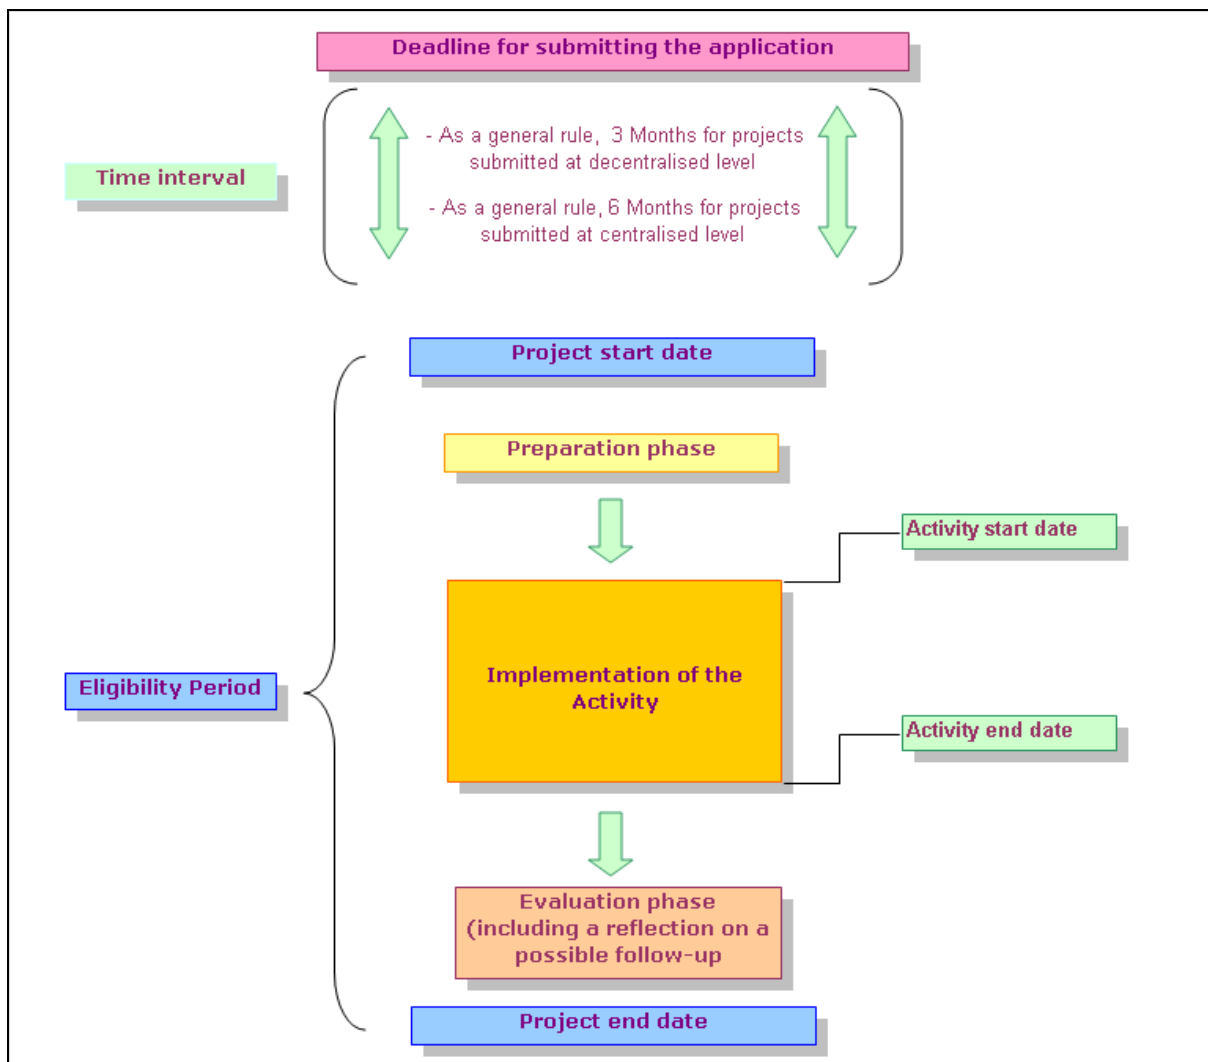 Deadline for submitting the application
- As a general rule, 3 Months for projects
submitted at decentralised level
Time interval
- As a general rule, 6 Months for projects
submitted at centralised level
Project start date
Preparation phase
Activity start date
Implementation of the
Activity
Eligibility Period
Activity end date
Evaluation phase
(including a reflection on a
possible follow-up
Project end date